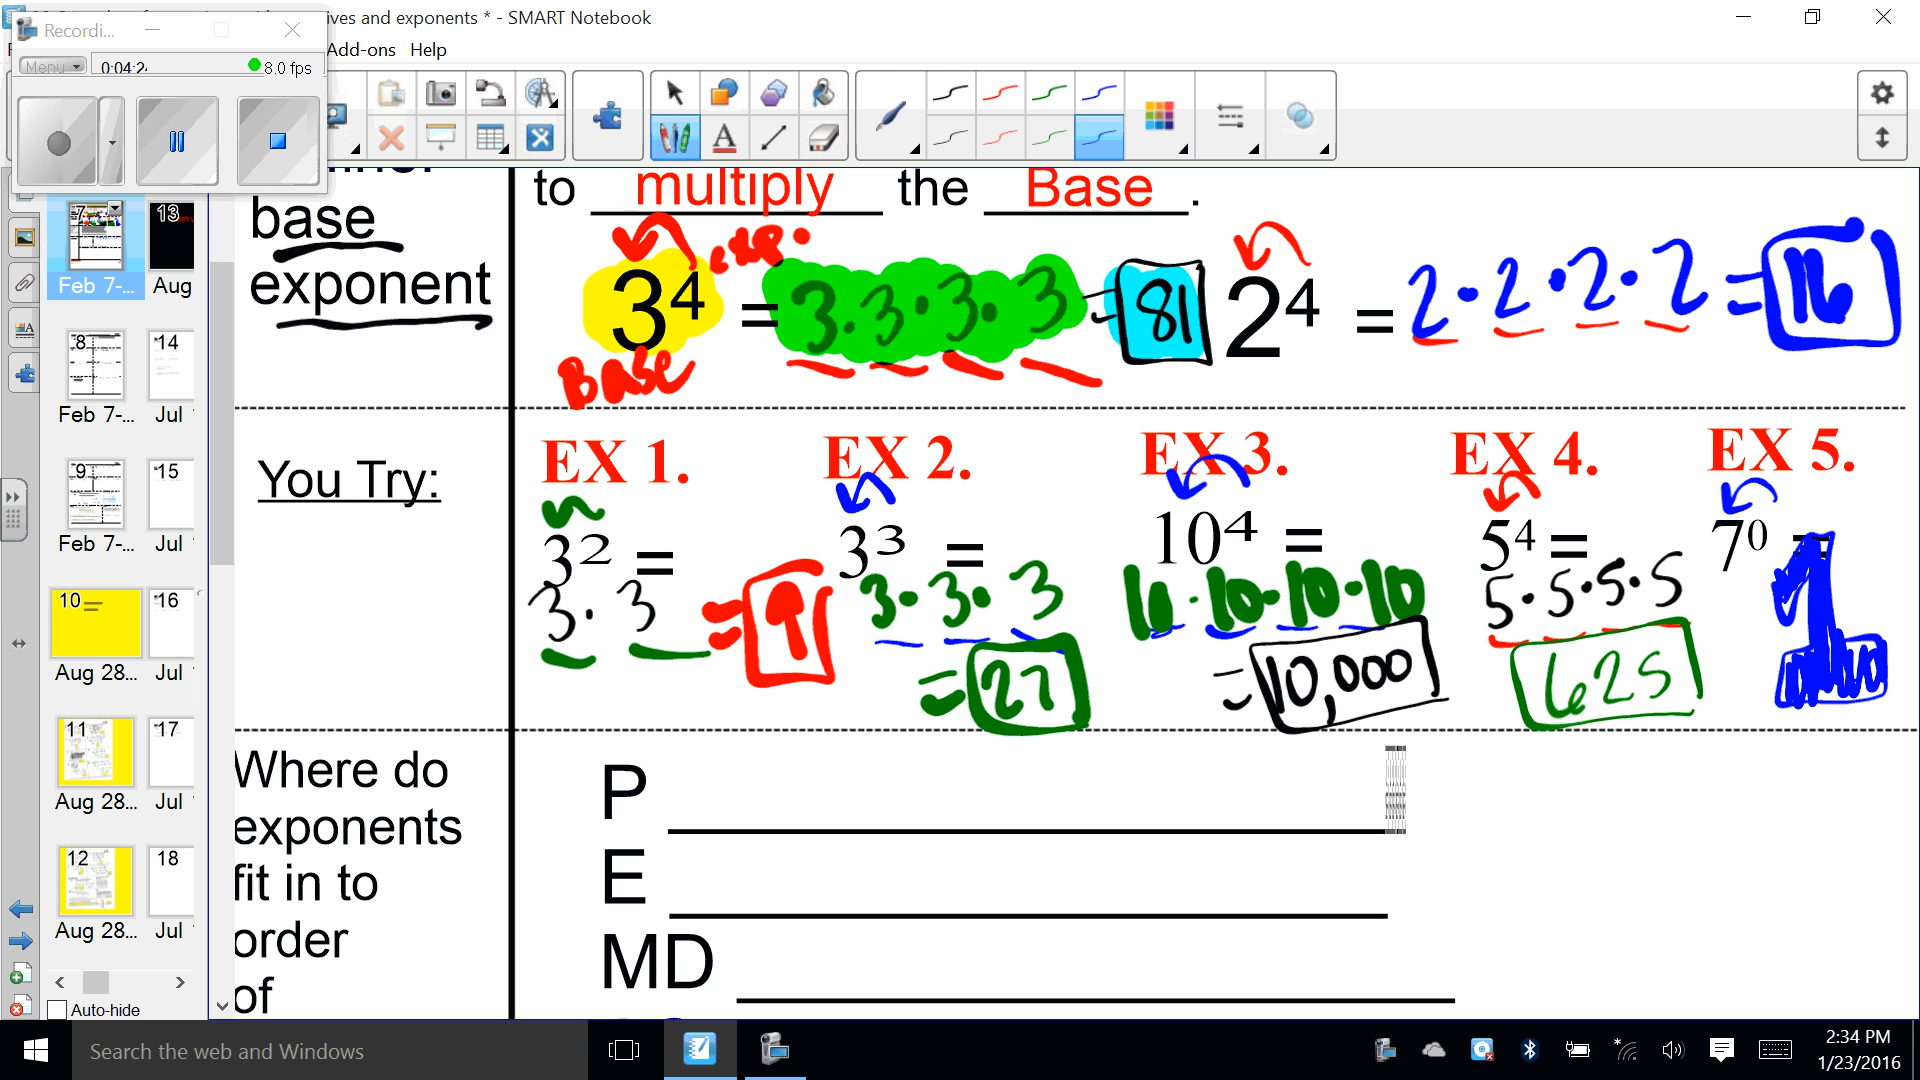 ives and exponents * - SMART Notebook
Recordi...
Add-ons Help
Menu 0:04:2 8.0 fps
to multiply the Base.
base
exponent
exp.
3⁴ = 3·3·3·3 = 81
Base
2⁴ = 2·2·2·2 = 16
You Try:
EX 1. EX 2. EX 3. EX 4. EX 5.
3² = 3³ = 10⁴ = 5⁴ = 7⁰ =
3·3 = 9
3·3·3
= 27
10·10·10·10
= 10,000
5·5·5·5
625
1
Where do
exponents
fit in to
order
of
P
E
MD
7 13
Feb 7-... Aug
8 14
Feb 7-... Jul
9 15
Feb 7-... Jul
10 16
Aug 28... Jul
11 17
Aug 28... Jul
12 18
Aug 28... Jul
Auto-hide
Search the web and Windows
2:34 PM
1/23/2016